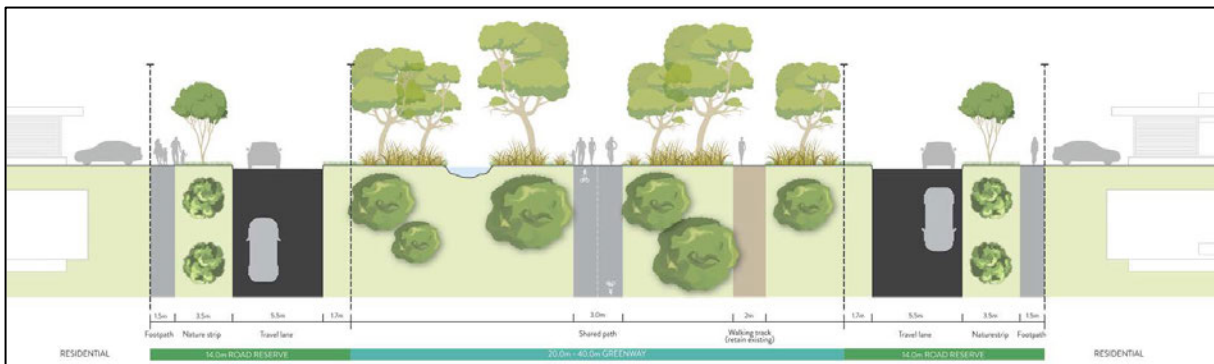 1.5m 3.5m 5.5m 1.7m 3.0m 2m 1.7m 5.5m 3.5m 1.5m
Footpath Nature strip Travel lane Shared path Walking track Travel lane Naturestrip Footpath
(retain existing)
RESIDENTIAL 14.0m ROAD RESERVE 20.0m - 40.0m GREENWAY 14.0m ROAD RESERVE RESIDENTIAL